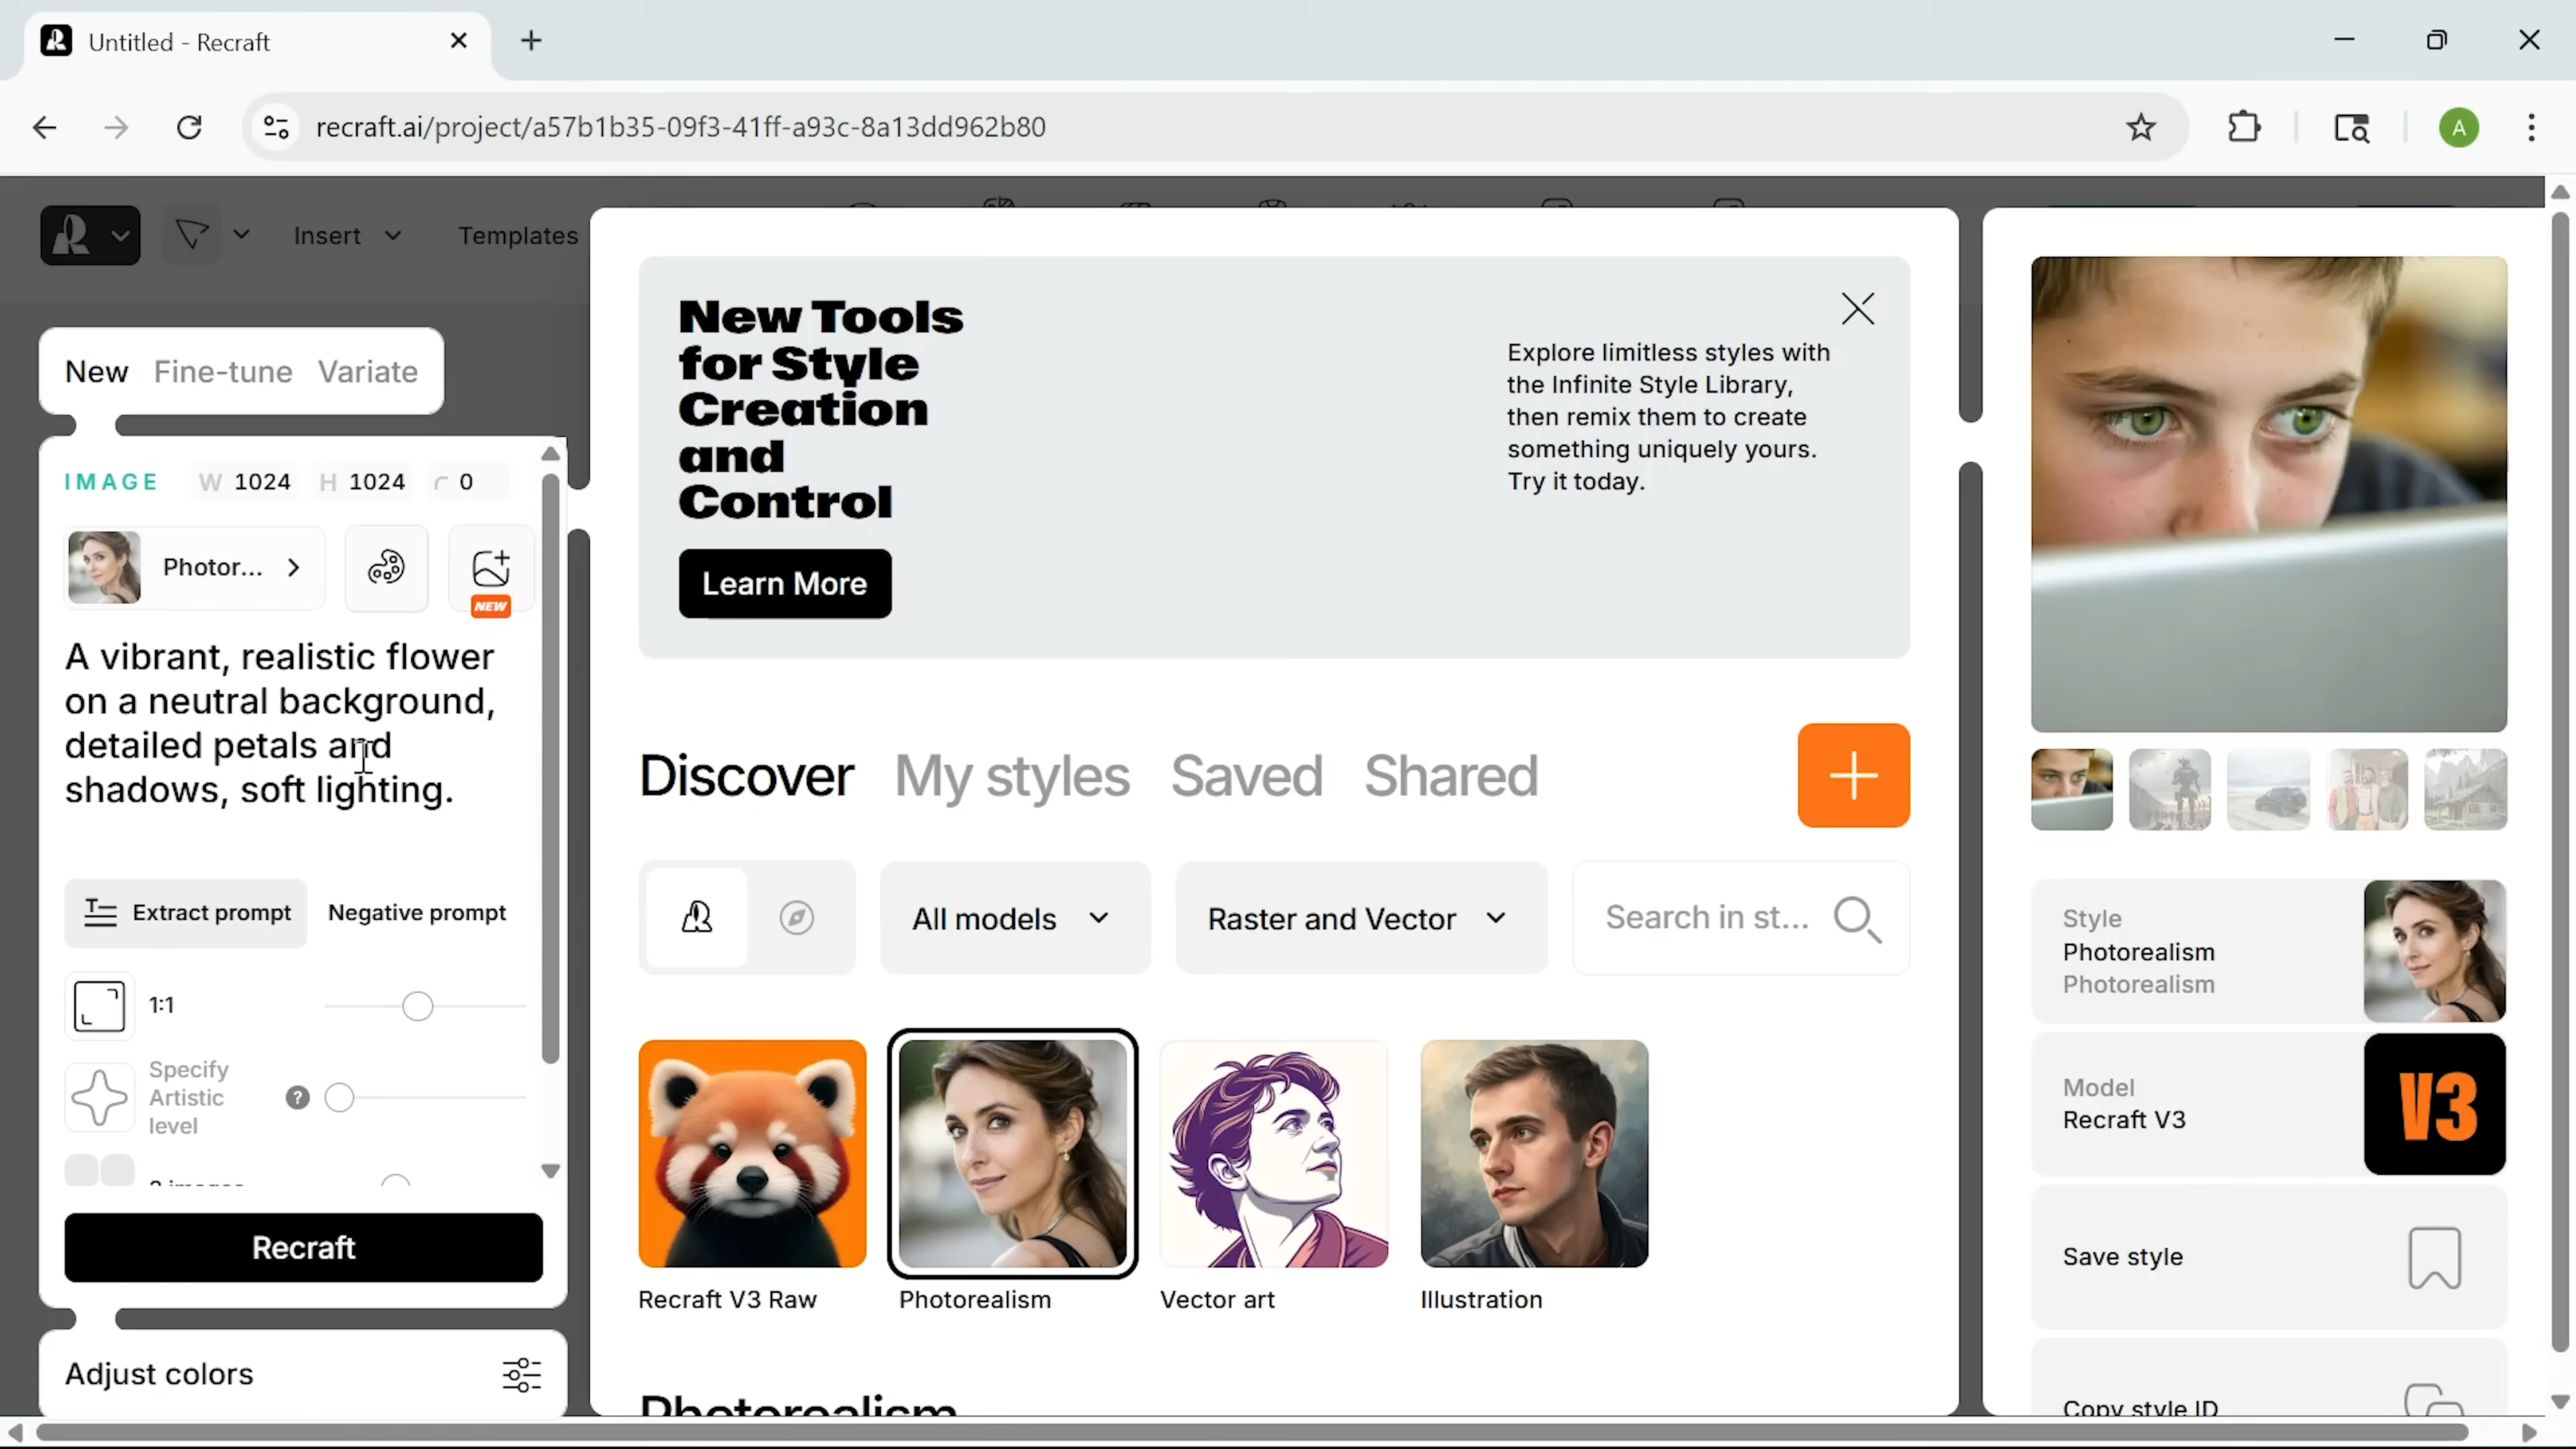 Untitled - Recraft
recraft.ai/project/a57b1b35-09f3-41ff-a93c-8a13dd962b80
A
Insert
Templates
New Fine-tune Variate
IMAGE W 1024 H 1024 0
Photor...
NEW
A vibrant, realistic flower
on a neutral background,
detailed petals and
shadows, soft lighting.
Extract prompt Negative prompt
1:1
Specify
Artistic
level
?
Recraft
Adjust colors
New Tools
for Style
Creation
and
Control
Learn More
Explore limitless styles with
the Infinite Style Library,
then remix them to create
something uniquely yours.
Try it today.
Discover My styles Saved Shared
All models
Raster and Vector
Search in st...
Recraft V3 Raw
Photorealism
Vector art
Illustration
Photorealism
Style
Photorealism
Photorealism
Model
Recraft V3
V3
Save style
Copy style ID